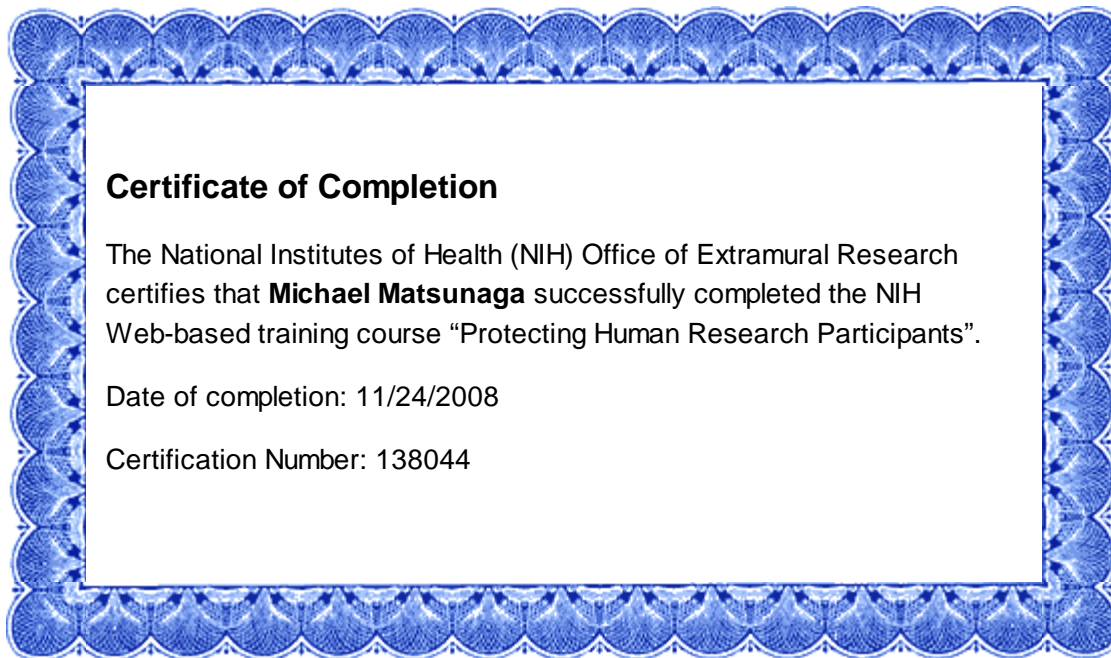 Certificate of Completion
The National Institutes of Health (NIH) Office of Extramural Research
certifies that Michael Matsunaga successfully completed the NIH
Web-based training course “Protecting Human Research Participants”.
Date of completion: 11/24/2008
Certification Number: 138044